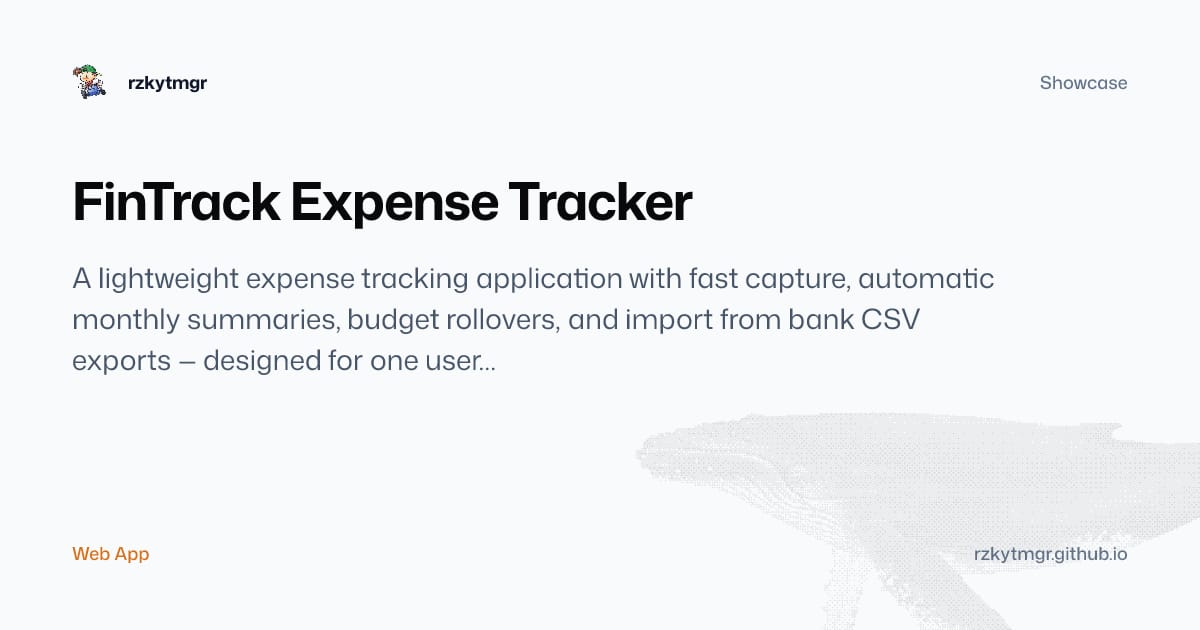 rzkytmgr
Showcase
FinTrack Expense Tracker
A lightweight expense tracking application with fast capture, automatic
monthly summaries, budget rollovers, and import from bank CSV
exports — designed for one user...
Web App
rzkytmgr.github.io